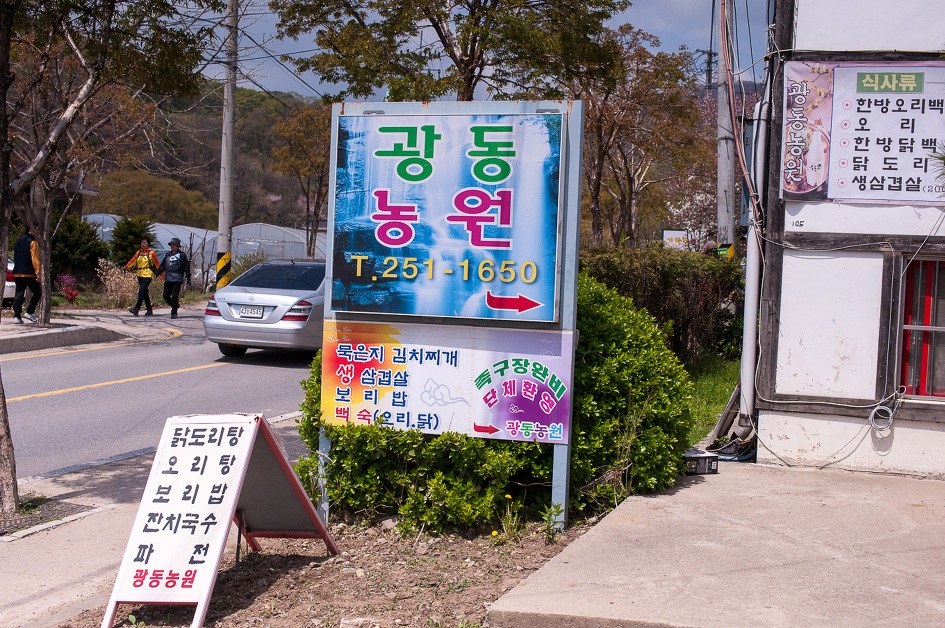 광동
농원
T.251-1650
묵은지 김치찌개
생 삼겹살
보리밥
백 숙(오리.닭)
족구장완비
단체환영
광동농원
닭도리탕
오리탕
보리밥
잔치국수
파 전
광동농원
광동농원
식사류
한방오리백
오 리
한방닭백
닭도리
생삼겹살
105